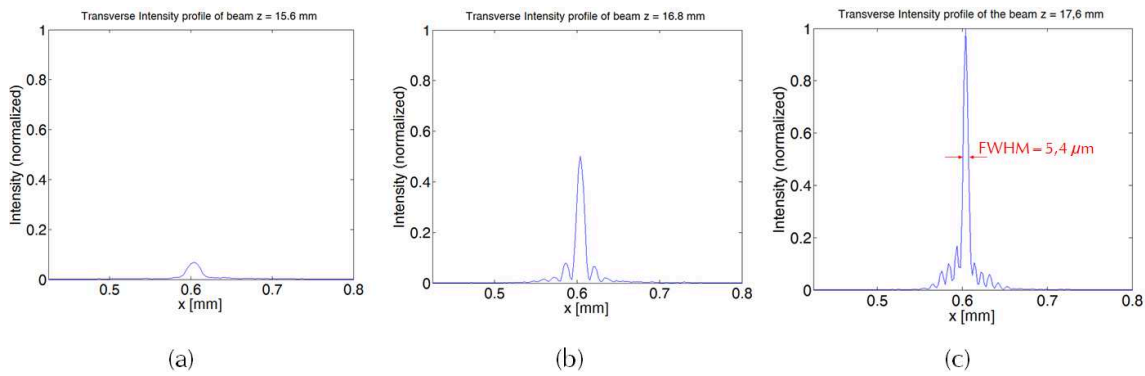 Transverse Intensity profile of beam z = 15.6 mm
Intensity (normalized)
1
0.8
0.6
0.4
0.2
0
0.5
0.6
0.7
0.8
x [mm]
(a)
Transverse Intensity profile of beam z = 16.8 mm
Intensity (normalized)
1
0.8
0.6
0.4
0.2
0
0.5
0.6
0.7
0.8
x [mm]
(b)
Transverse Intensity profile of the beam z = 17,6 mm
Intensity (normalized)
1
0.8
0.6
0.4
0.2
0
FWHM = 5,4 µm
0.5
0.6
0.7
0.8
x [mm]
(c)